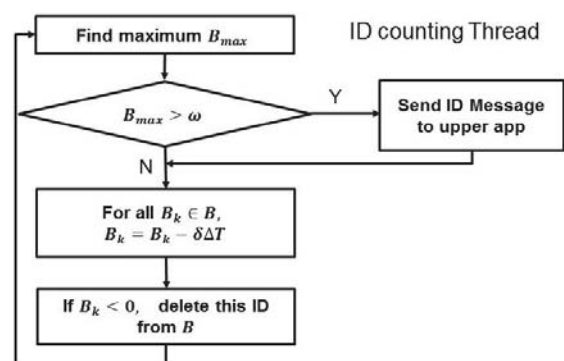 Find maximum B_max
ID counting Thread
B_max > ω
Y
Send ID Message
to upper app
N
For all B_k ∈ B,
B_k = B_k − δΔT
If B_k < 0, delete this ID
from B